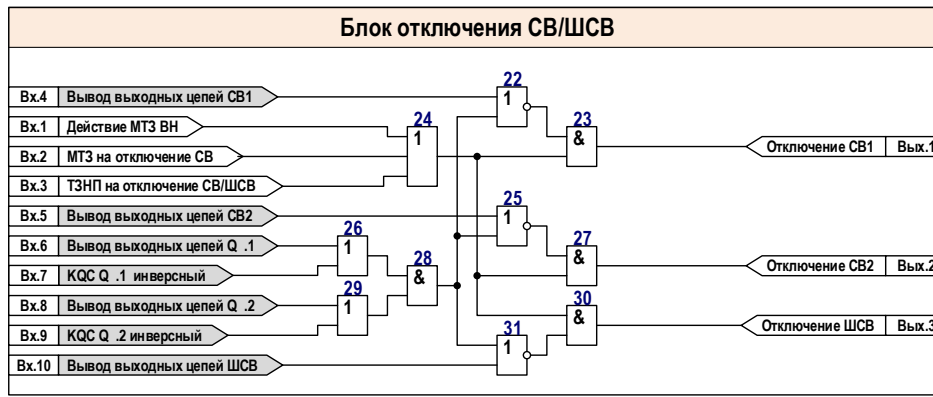 Блок отключения СВ/ШСВ
22
Вх.4 Вывод выходных цепей СВ1
1
24
23
Вх.1 Действие МТЗ ВН
1
&
Вх.2 МТЗ на отключение СВ
Отключение СВ1 Вых.1
Вх.3 ТЗНП на отключение СВ/ШСВ
25
Вх.5 Вывод выходных цепей СВ2
1
26
27
Вх.6 Вывод выходных цепей Q .1
1
28
&
Отключение СВ2 Вых.2
Вх.7 KQC Q .1 инверсный
&
29
30
Вх.8 Вывод выходных цепей Q .2
1
&
31
Отключение ШСВ Вых.3
Вх.9 KQC Q .2 инверсный
1
Вх.10 Вывод выходных цепей ШСВ